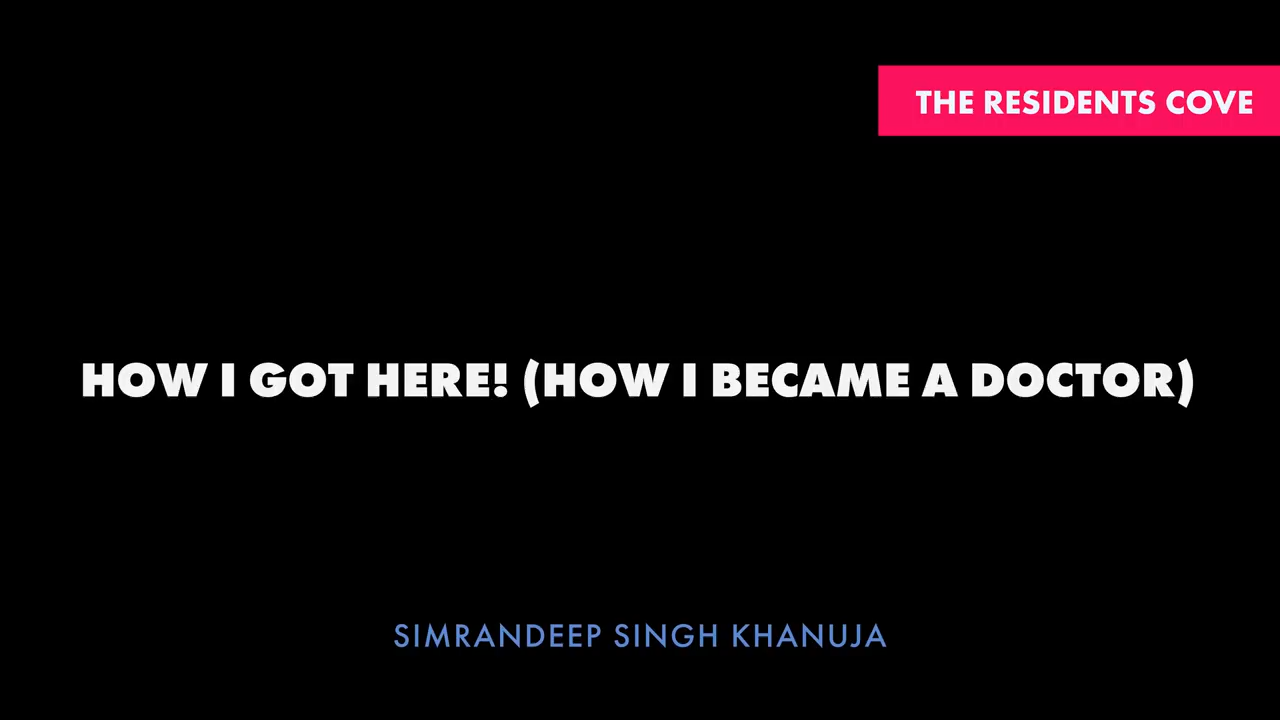 THE RESIDENTS COVE
HOW I GOT HERE! (HOW I BECAME A DOCTOR)
SIMRANDEEP SINGH KHANUJA